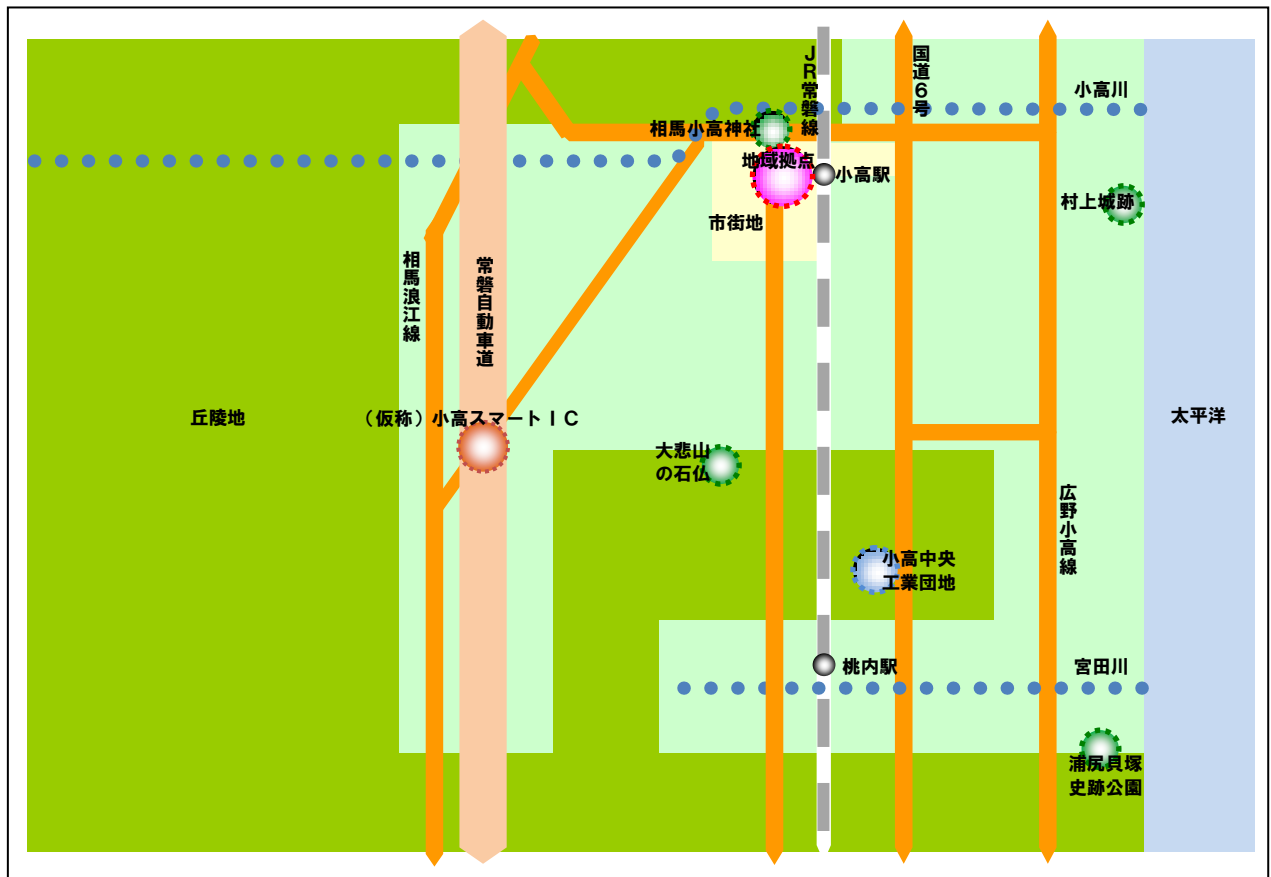 JR常磐線
国道6号
小高川
相馬小高神社
地域拠点
小高駅
村上城跡
市街地
相馬浪江線
常磐自動車道
丘陵地
（仮称）小高スマートＩＣ
太平洋
大悲山
の石仏
広野小高線
小高中央
工業団地
桃内駅
宮田川
浦尻貝塚
史跡公園